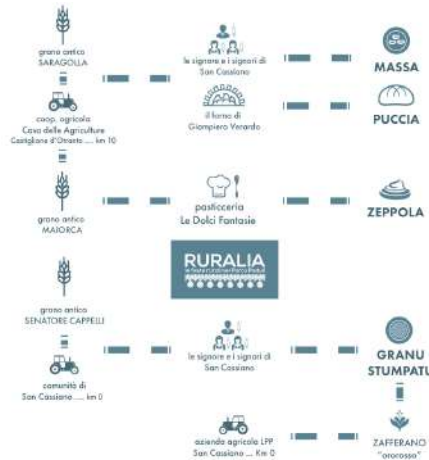 grano antico
SARAGOLLA
coop. agricola
Casa delle Agriculture
Castiglione d'Otranto .... km 10
le signore e i signori di
San Cassiano
MASSA
il forno di
Giampiero Verardo
PUCCIA
grano antico
MAIORCA
pasticceria
Le Dolci Fantasie
ZEPPOLA
RURALIA
grano antico
SENATORE CAPPELLI
comunità di
San Cassiano ..... km 0
le signore e i signori di
San Cassiano
GRANU
STUMPATU
azienda agricola LPP
San Cassiano ... Km 0
ZAFFERANO
"ororosso"